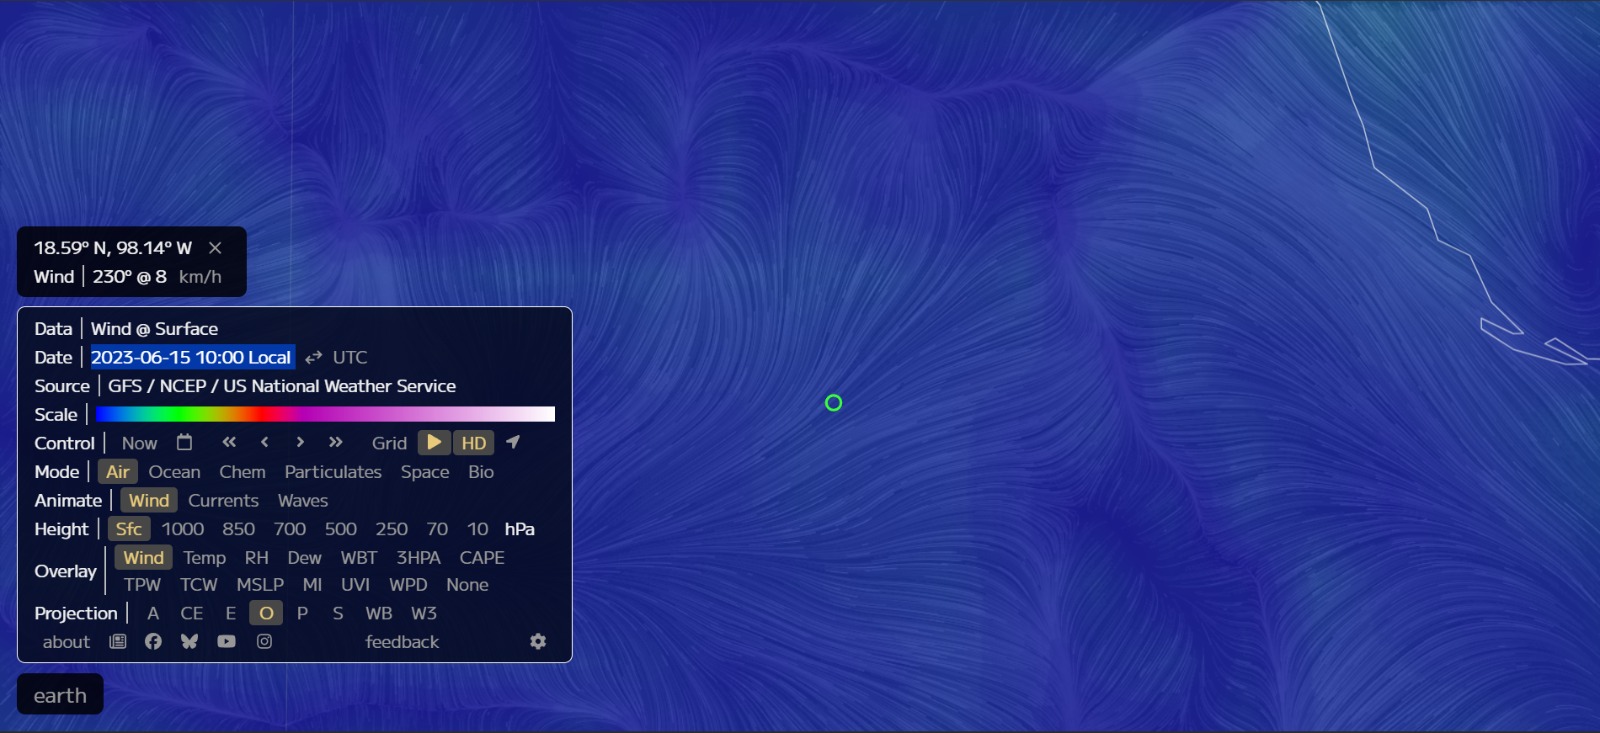 18.59° N, 98.14° W ×
Wind | 230° @ 8 km/h
Data | Wind @ Surface
Date | 2023-06-15 10:00 Local ⇄ UTC
Source | GFS / NCEP / US National Weather Service
Scale |
Control | Now « ‹ › » Grid HD
Mode | Air Ocean Chem Particulates Space Bio
Animate | Wind Currents Waves
Height | Sfc 1000 850 700 500 250 70 10 hPa
Overlay | Wind Temp RH Dew WBT 3HPA CAPE
TPW TCW MSLP MI UVI WPD None
Projection | A CE E O P S WB W3
about feedback
earth